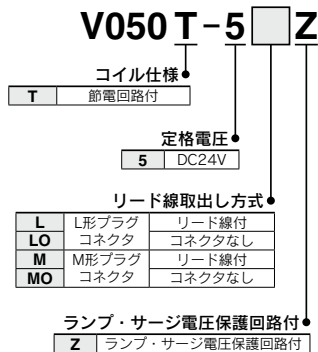 V050T-5□Z
コイル仕様
T 節電回路付
定格電圧
5 DC24V
リード線取出し方式
L L形プラグコネクタ リード線付
LO コネクタなし
M M形プラグコネクタ リード線付
MO コネクタなし
ランプ・サージ電圧保護回路付
Z ランプ・サージ電圧保護回路付